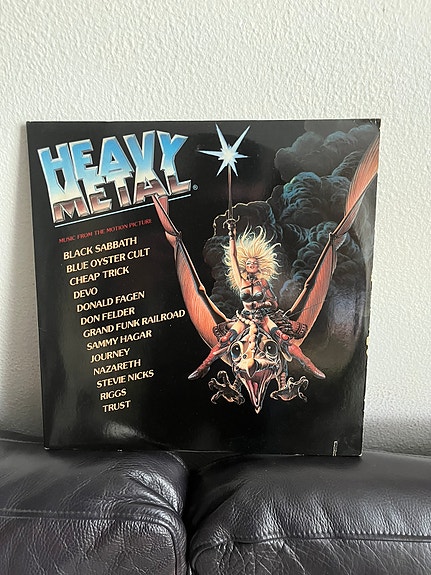 HEAVY
METAL®
MUSIC FROM THE MOTION PICTURE
BLACK SABBATH
BLUE OYSTER CULT
CHEAP TRICK
DEVO
DONALD FAGEN
DON FELDER
GRAND FUNK RAILROAD
SAMMY HAGAR
JOURNEY
NAZARETH
STEVIE NICKS
RIGGS
TRUST